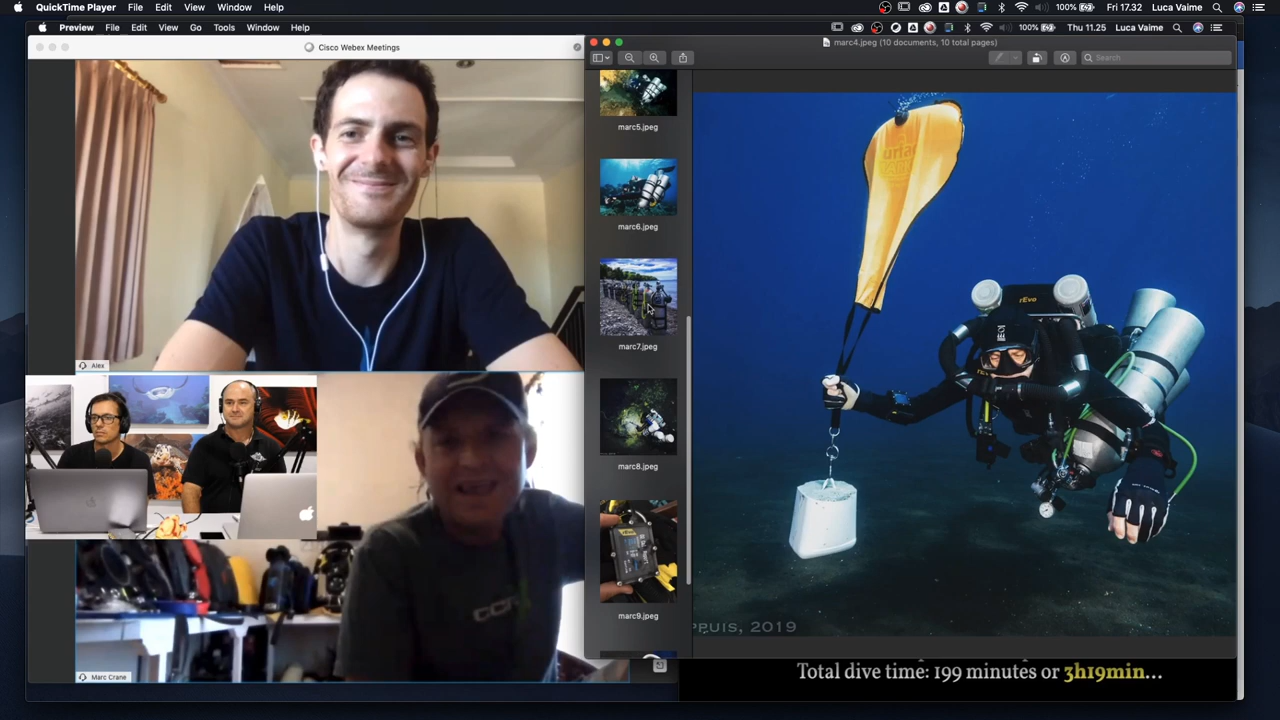 QuickTime Player File Edit View Window Help 100% Fri 17.32 Luca Vaime
Preview File Edit View Go Tools Window Help 100% Thu 11.25 Luca Vaime
Cisco Webex Meetings
marc4.jpeg (10 documents, 10 total pages)
Search
marc5.jpeg
marc6.jpeg
marc7.jpeg
marc8.jpeg
marc9.jpeg
Alex
Marc Crane
rEvo
PPUIS, 2019
Total dive time: 199 minutes or 3h19min...